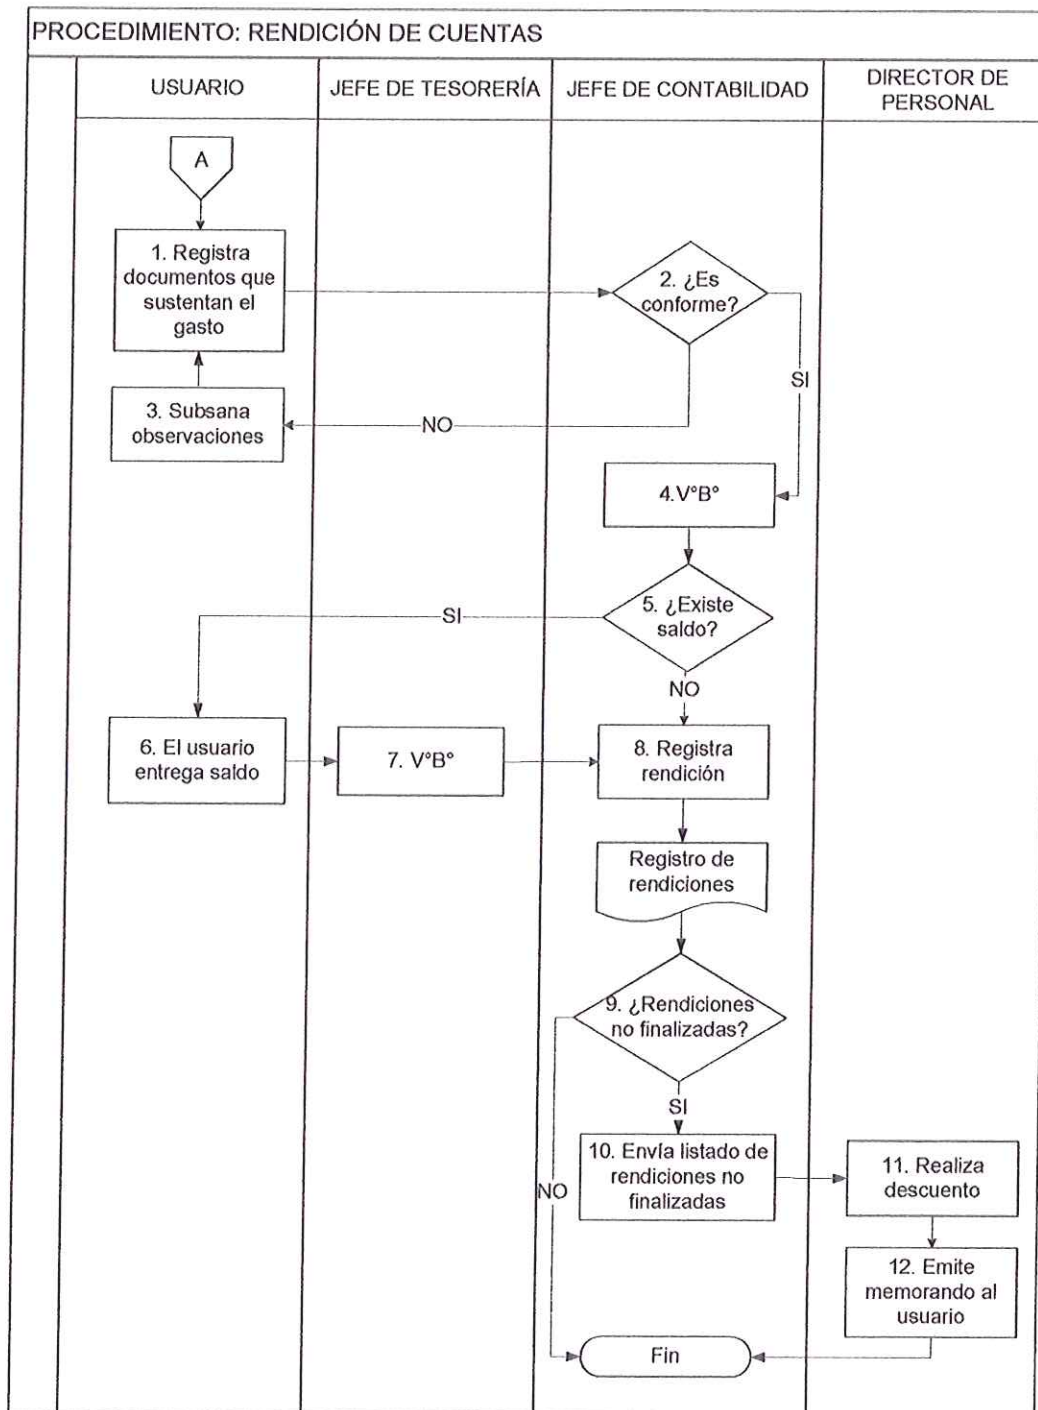 PROCEDIMIENTO: RENDICIÓN DE CUENTAS
USUARIO
JEFE DE TESORERÍA
JEFE DE CONTABILIDAD
DIRECTOR DE
PERSONAL
A
1. Registra
documentos que
sustentan el
gasto
2. ¿Es
conforme?
SI
NO
3. Subsana
observaciones
4.V°B°
5. ¿Existe
saldo?
SI
NO
6. El usuario
entrega saldo
7. V°B°
8. Registra
rendición
Registro de
rendiciones
9. ¿Rendiciones
no finalizadas?
SI
NO
10. Envía listado de
rendiciones no
finalizadas
11. Realiza
descuento
12. Emite
memorando al
usuario
Fin